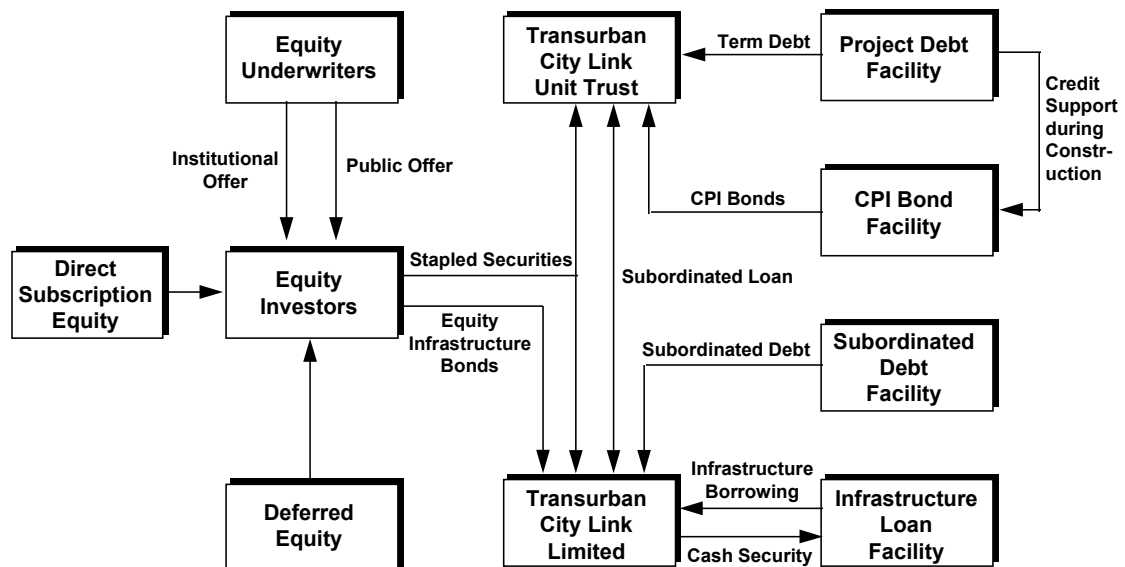 Equity
Underwriters
Transurban
City Link
Unit Trust
Term Debt
Project Debt
Facility
Credit
Support
during
Constr-
uction
Institutional
Offer
Public Offer
CPI Bonds
CPI Bond
Facility
Direct
Subscription
Equity
Equity
Investors
Stapled Securities
Subordinated Loan
Equity
Infrastructure
Bonds
Subordinated Debt
Subordinated
Debt
Facility
Deferred
Equity
Transurban
City Link
Limited
Infrastructure
Borrowing
Cash Security
Infrastructure
Loan
Facility